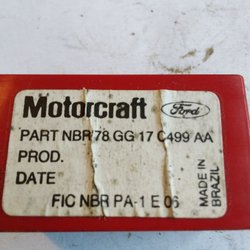 Motorcraft Ford
PART NBR 78 GG 17 C499 AA
PROD.
DATE
FIC NBR PA-1 E 06
MADE IN
BRAZIL